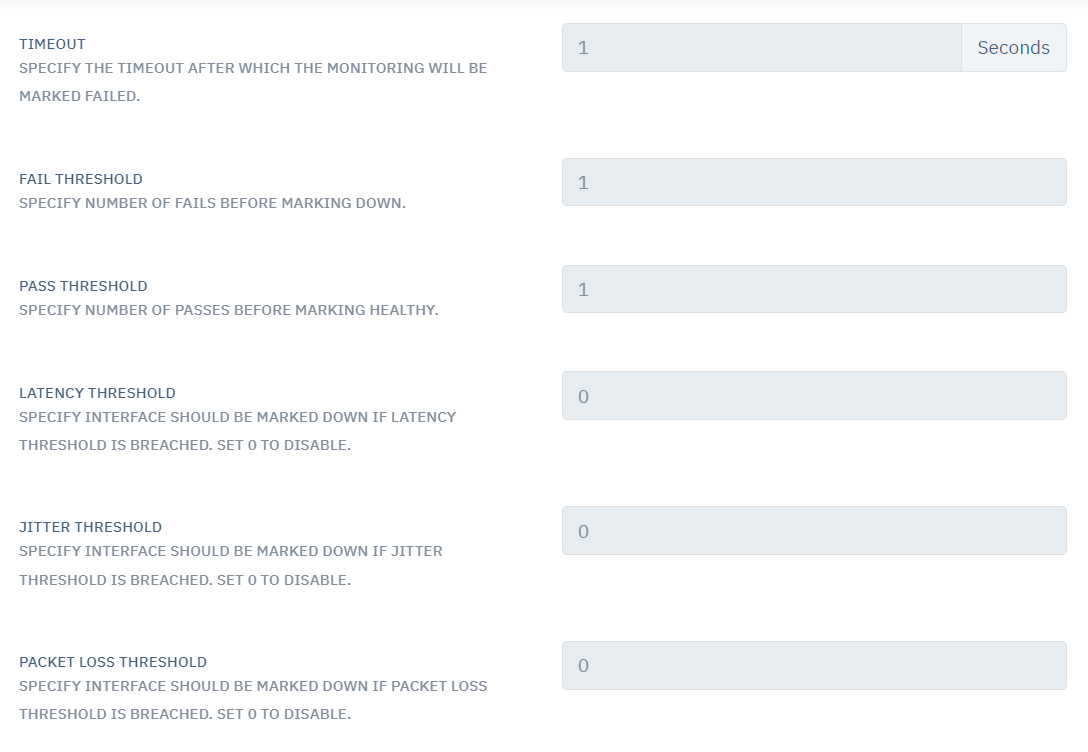 TIMEOUT
1
Seconds
SPECIFY THE TIMEOUT AFTER WHICH THE MONITORING WILL BE
MARKED FAILED.
FAIL THRESHOLD
1
SPECIFY NUMBER OF FAILS BEFORE MARKING DOWN.
PASS THRESHOLD
1
SPECIFY NUMBER OF PASSES BEFORE MARKING HEALTHY.
LATENCY THRESHOLD
0
SPECIFY INTERFACE SHOULD BE MARKED DOWN IF LATENCY
THRESHOLD IS BREACHED. SET 0 TO DISABLE.
JITTER THRESHOLD
0
SPECIFY INTERFACE SHOULD BE MARKED DOWN IF JITTER
THRESHOLD IS BREACHED. SET 0 TO DISABLE.
PACKET LOSS THRESHOLD
0
SPECIFY INTERFACE SHOULD BE MARKED DOWN IF PACKET LOSS
THRESHOLD IS BREACHED. SET 0 TO DISABLE.